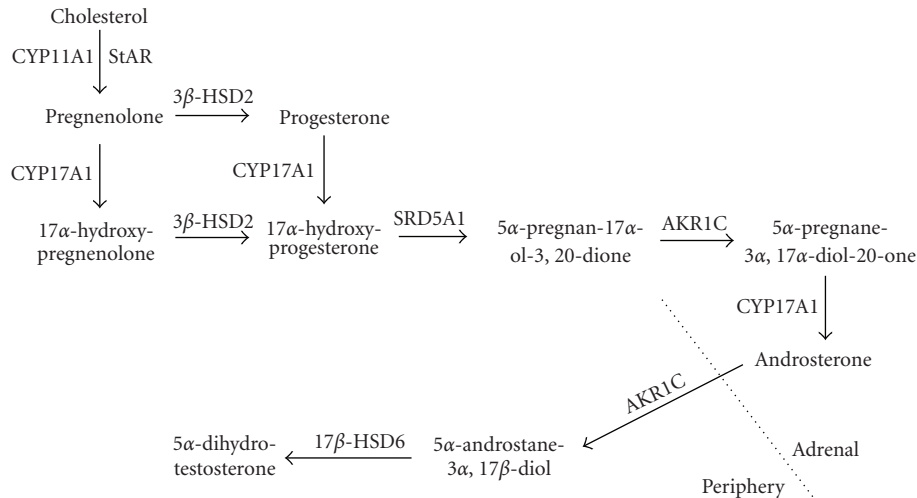 Cholesterol
CYP11A1 StAR
3β-HSD2
Pregnenolone
Progesterone
CYP17A1
CYP17A1
17α-hydroxy-
pregnenolone
3β-HSD2
17α-hydroxy-
progesterone
SRD5A1
5α-pregnan-17α-
ol-3, 20-dione
AKR1C
5α-pregnane-
3α, 17α-diol-20-one
CYP17A1
Androsterone
AKR1C
5α-androstane-
3α, 17β-diol
17β-HSD6
5α-dihydro-
testosterone
Adrenal
Periphery